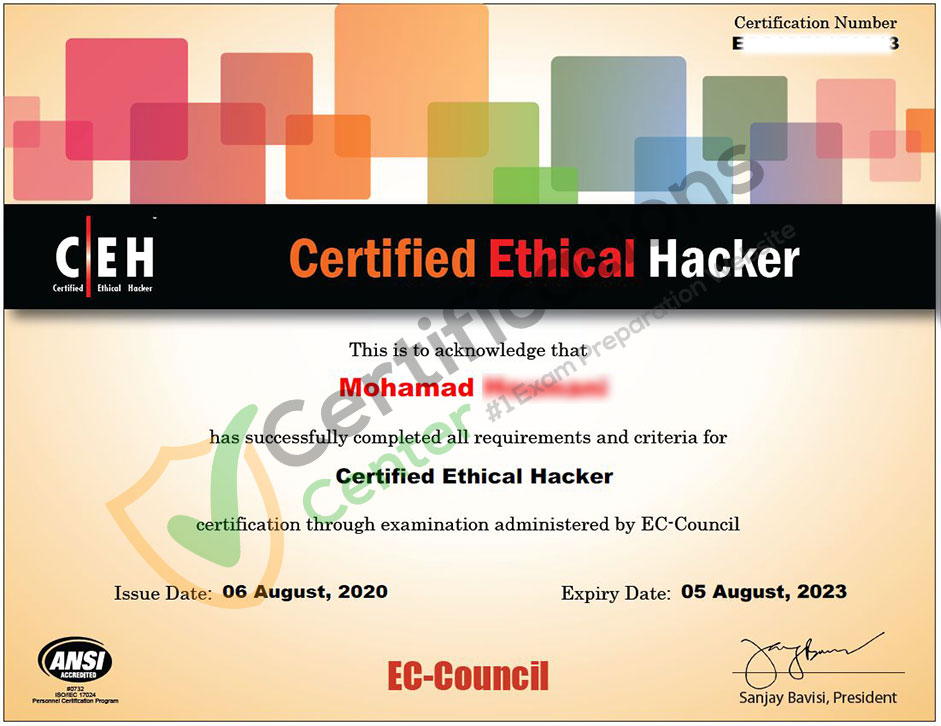 Certification Number
E 3
C|EH
™
Certified Ethical Hacker
Certified Ethical Hacker
This is to acknowledge that
Mohamad
has successfully completed all requirements and criteria for
Certified Ethical Hacker
certification through examination administered by EC-Council
Certifications
Center
#1 Exam Preparation Website
Issue Date: 06 August, 2020
Expiry Date: 05 August, 2023
ANSI
ACCREDITED
#0732
ISO/IEC 17024
Personnel Certification Program
EC-Council
Sanjay Bavisi, President